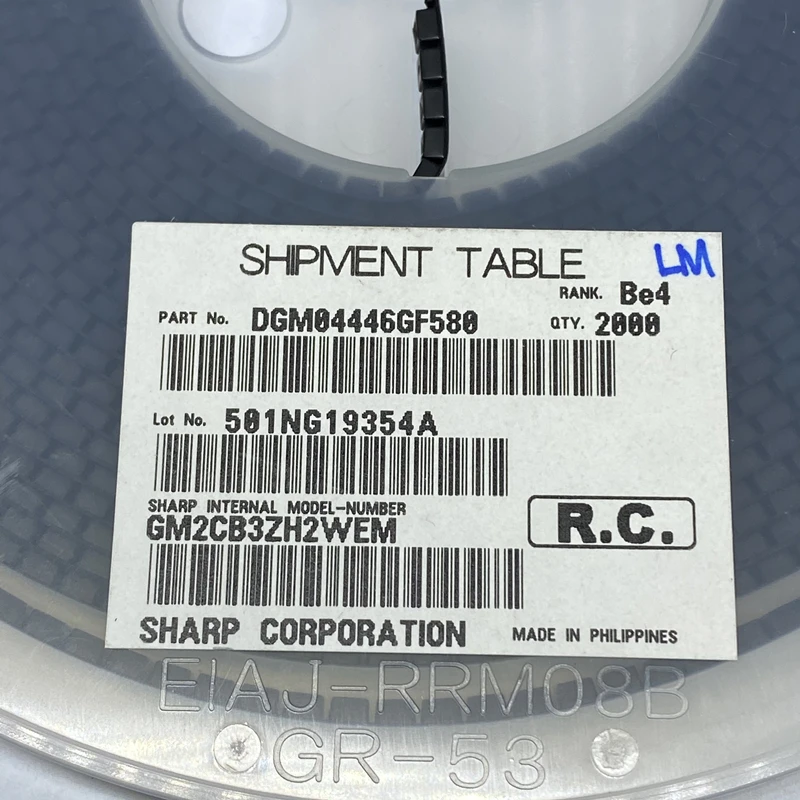 SHIPMENT TABLE
LM
RANK. Be4
PART No. DGM04446GF580
QTY. 2000
Lot No. 501NG19354A
SHARP INTERNAL MODEL-NUMBER
GM2CB3ZH2WEM
R.C.
SHARP CORPORATION
MADE IN PHILIPPINES
EIAJ-RRM08B
GR-53